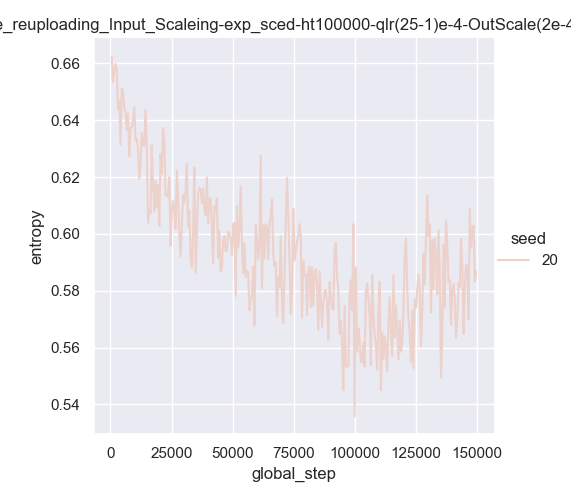 e_reuploading_Input_Scaleing-exp_sced-ht100000-qlr(25-1)e-4-OutScale(2e-4
0.66
0.64
0.62
0.60
0.58
0.56
0.54
entropy
seed
20
0 25000 50000 75000 100000 125000 150000
global_step